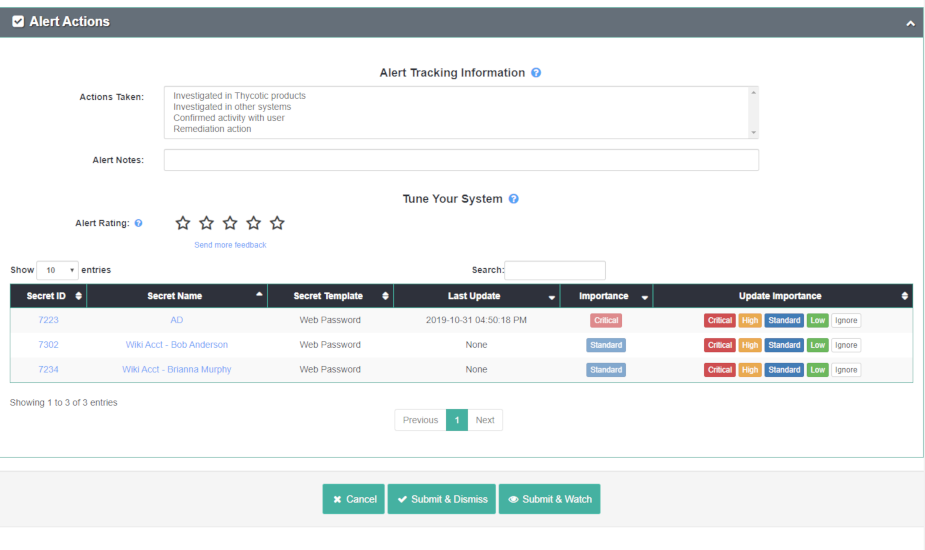 Alert Actions
Alert Tracking Information
Actions Taken:
Investigated in Thycotic products
Investigated in other systems
Confirmed activity with user
Remediation action
Alert Notes:
Tune Your System
Alert Rating:
Send more feedback
Show 10 entries Search:
Secret ID Secret Name Secret Template Last Update Importance Update Importance
7223 AD Web Password 2019-10-31 04:50:18 PM Critical Critical High Standard Low Ignore
7302 Wiki Acct - Bob Anderson Web Password None Standard Critical High Standard Low Ignore
7234 Wiki Acct - Brianna Murphy Web Password None Standard Critical High Standard Low Ignore
Showing 1 to 3 of 3 entries
Previous 1 Next
Cancel Submit & Dismiss Submit & Watch